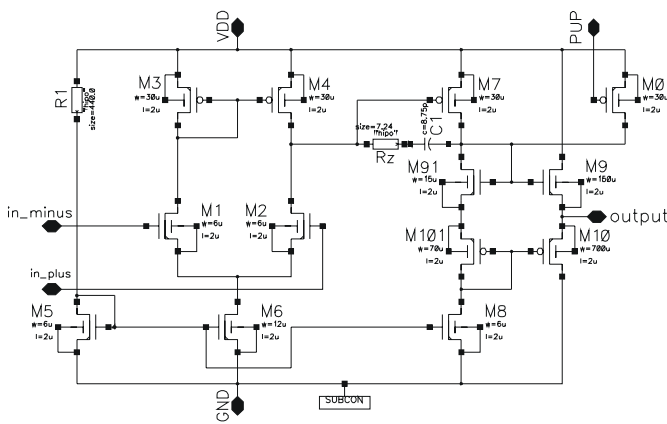 VDD
PUP
R1
"hipo"
size=440.0
M3
w=30u
l=2u
M4
w=30u
l=2u
M7
w=30u
l=2u
M0
w=30u
l=2u
size=7.24
"hipo"
Rz
c=8.75p
C1
M91
w=15u
l=2u
M9
w=150u
l=2u
in_minus
M1
w=6u
l=2u
M2
w=6u
l=2u
output
M101
w=70u
l=2u
M10
w=700u
l=2u
in_plus
M5
w=6u
l=2u
M6
w=12u
l=2u
M8
w=6u
l=2u
GND
SUBCON